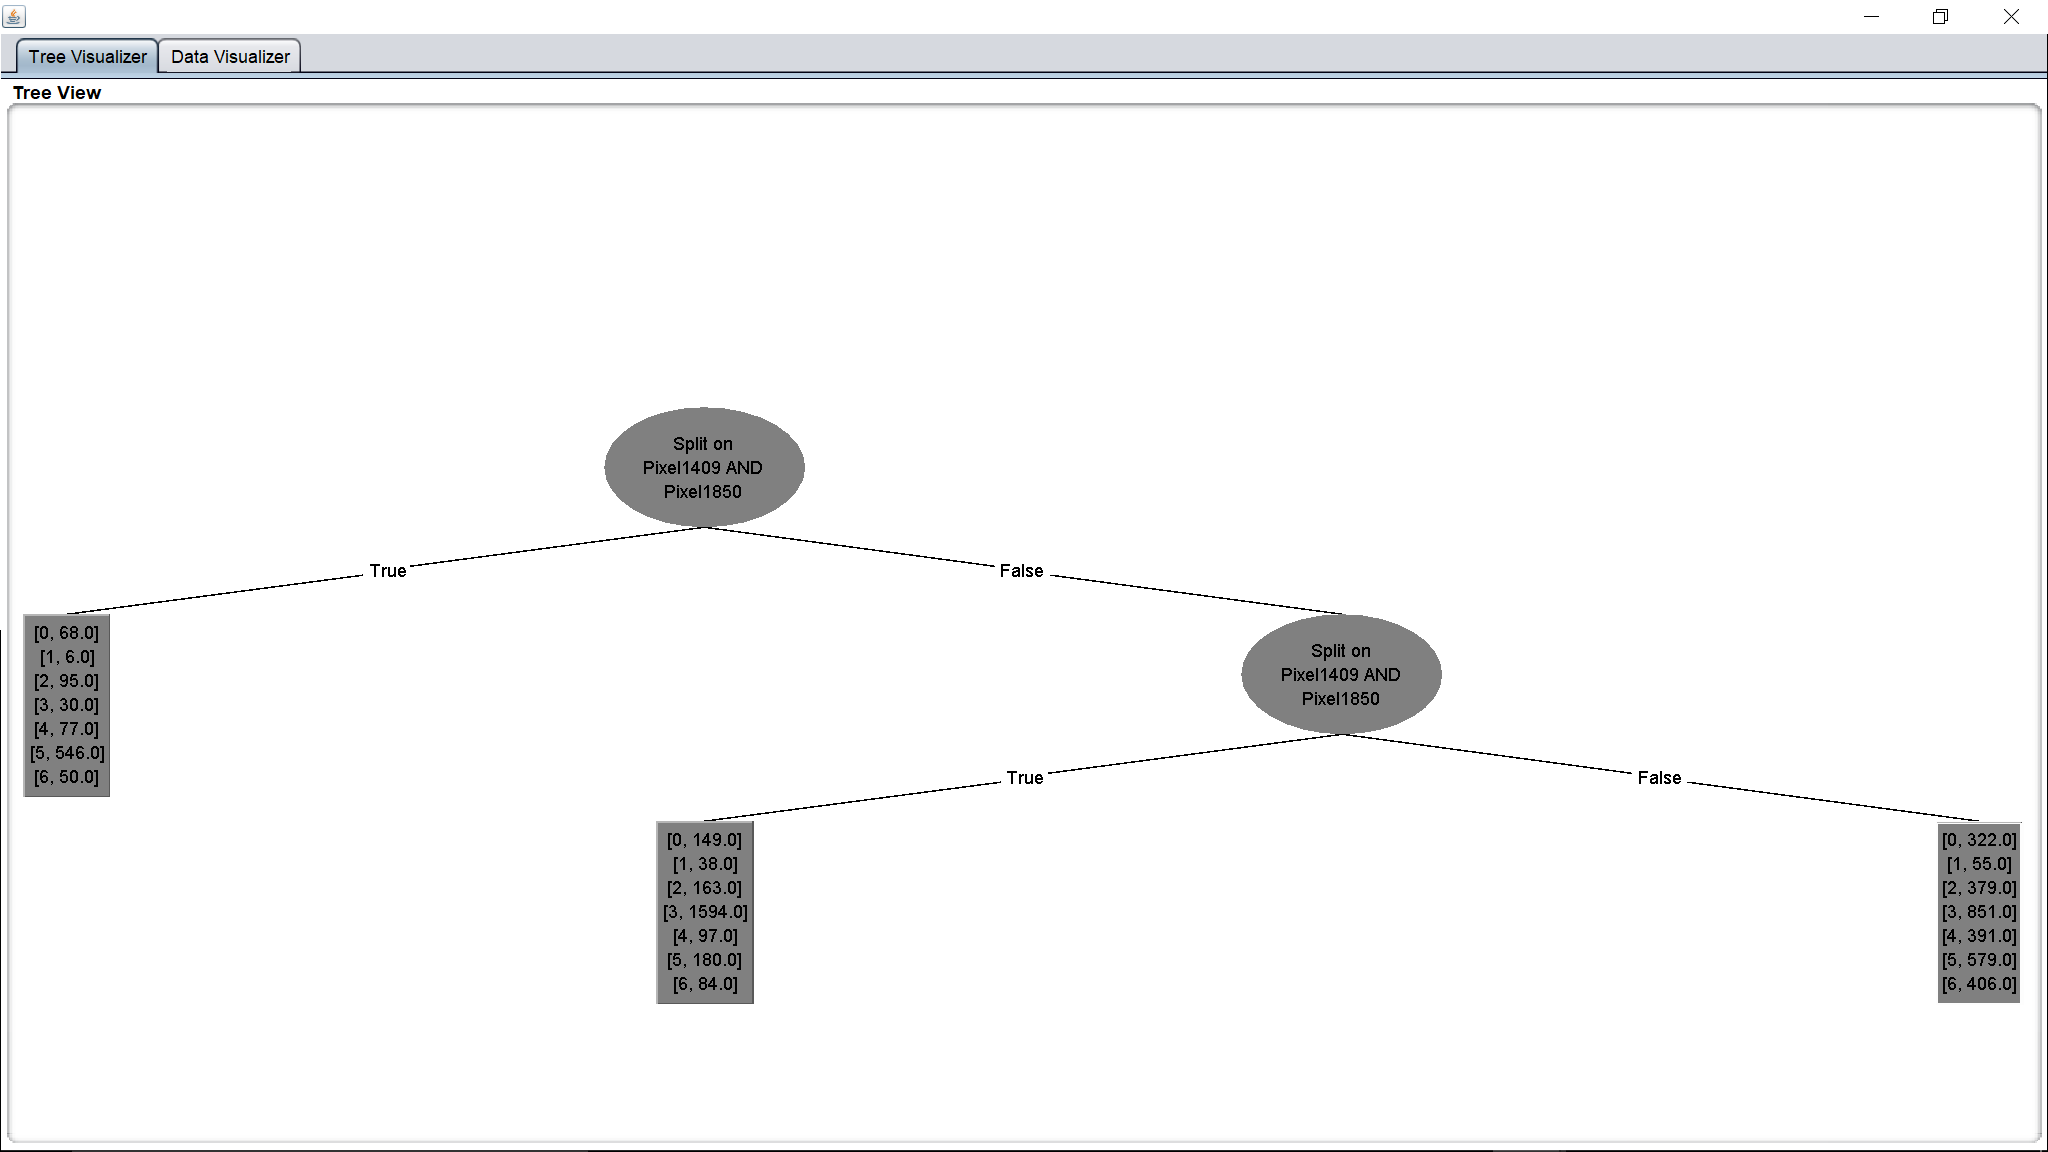 Tree Visualizer
Data Visualizer
Tree View
Split on
Pixel1409 AND
Pixel1850
True
False
[0, 68.0]
[1, 6.0]
[2, 95.0]
[3, 30.0]
[4, 77.0]
[5, 546.0]
[6, 50.0]
Split on
Pixel1409 AND
Pixel1850
True
False
[0, 149.0]
[1, 38.0]
[2, 163.0]
[3, 1594.0]
[4, 97.0]
[5, 180.0]
[6, 84.0]
[0, 322.0]
[1, 55.0]
[2, 379.0]
[3, 851.0]
[4, 391.0]
[5, 579.0]
[6, 406.0]